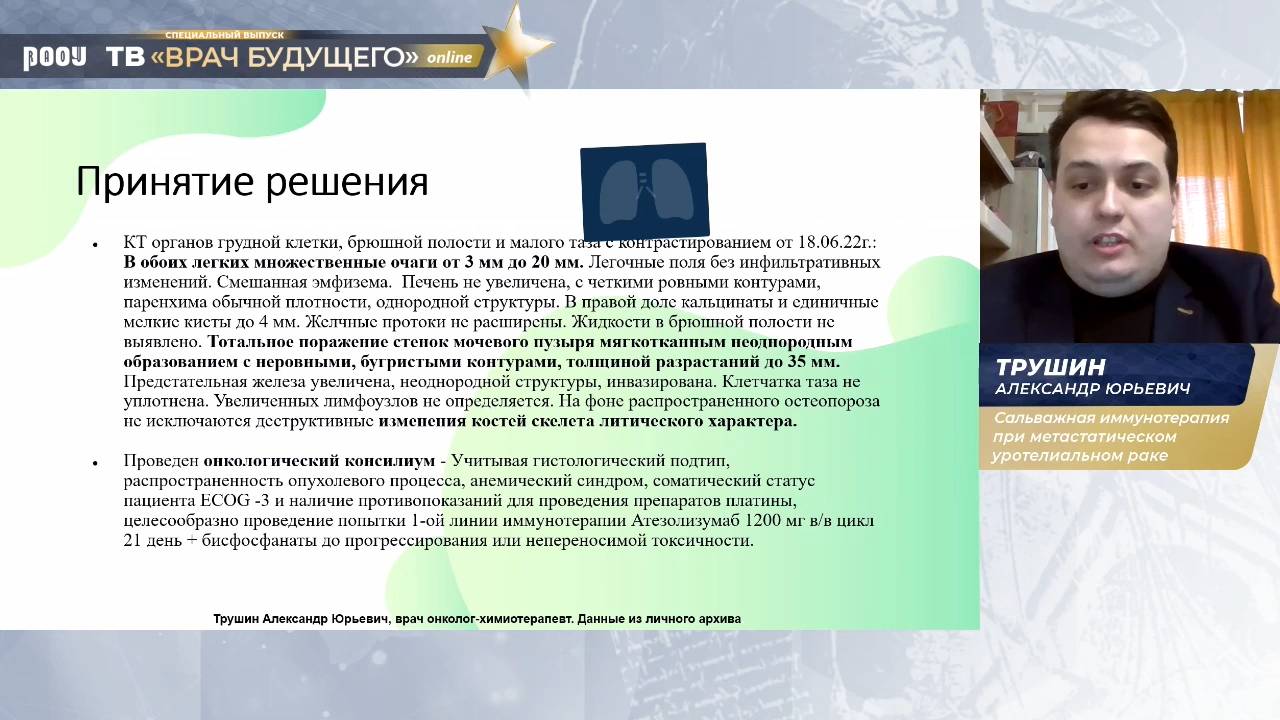 СПЕЦИАЛЬНЫЙ ВЫПУСК
РООУ ТВ «ВРАЧ БУДУЩЕГО» online
Принятие решения
• КТ органов грудной клетки, брюшной полости и малого таза с контрастированием от 18.06.22г.:
В обоих легких множественные очаги от 3 мм до 20 мм. Легочные поля без инфильтративных
изменений. Смешанная эмфизема. Печень не увеличена, с четкими ровными контурами,
паренхима обычной плотности, однородной структуры. В правой доле кальцинаты и единичные
мелкие кисты до 4 мм. Желчные протоки не расширены. Жидкости в брюшной полости не
выявлено. Тотальное поражение стенок мочевого пузыря мягкотканным неоднородным
образованием с неровными, бугристыми контурами, толщиной разрастаний до 35 мм.
Предстательная железа увеличена, неоднородной структуры, инвазирована. Клетчатка таза не
уплотнена. Увеличенных лимфоузлов не определяется. На фоне распространенного остеопороза
не исключаются деструктивные изменения костей скелета литического характера.
• Проведен онкологический консилиум - Учитывая гистологический подтип,
распространенность опухолевого процесса, анемический синдром, соматический статус
пациента ECOG -3 и наличие противопоказаний для проведения препаратов платины,
целесообразно проведение попытки 1-ой линии иммунотерапии Атезолизумаб 1200 мг в/в цикл
21 день + бисфосфанаты до прогрессирования или непереносимой токсичности.
Трушин Александр Юрьевич, врач онколог-химиотерапевт. Данные из личного архива
ТРУШИН
АЛЕКСАНДР ЮРЬЕВИЧ
Сальважная иммунотерапия
при метастатическом
уротелиальном раке